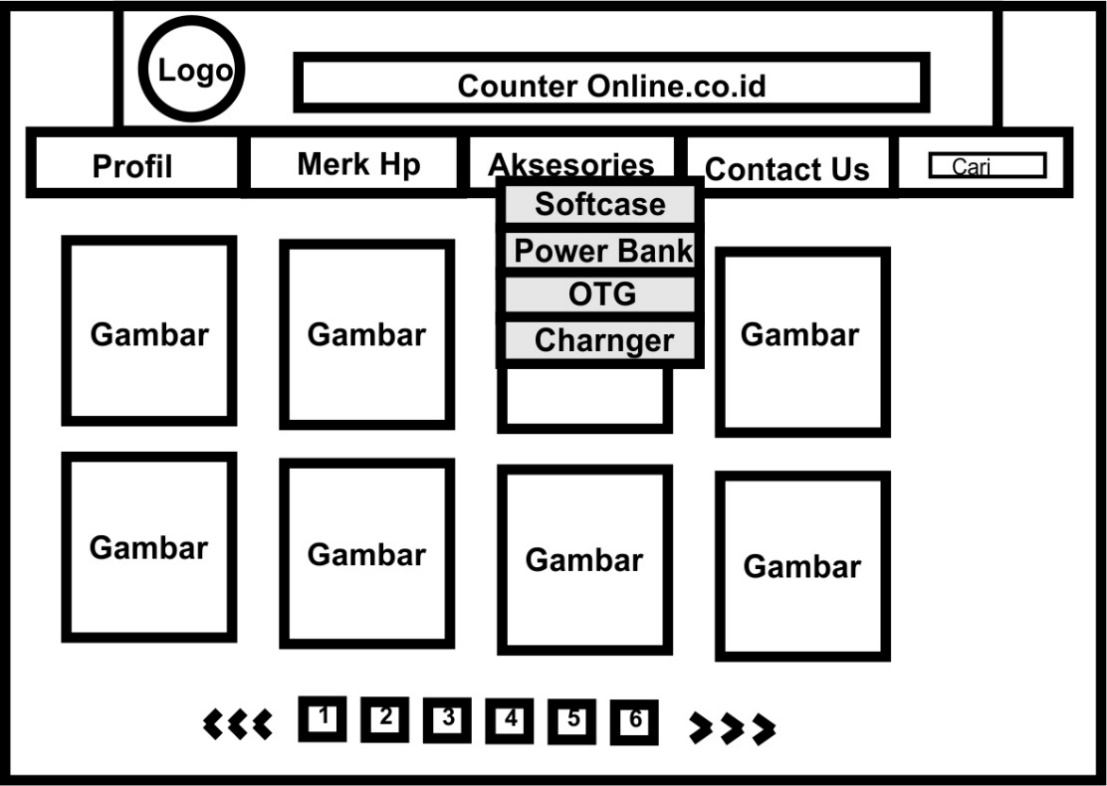 Logo
Counter Online.co.id
Profil
Merk Hp
Aksesories
Contact Us
Cari
Softcase
Power Bank
OTG
Charnger
Gambar
Gambar
Gambar
Gambar
Gambar
Gambar
Gambar
<<< 1 2 3 4 5 6 >>>